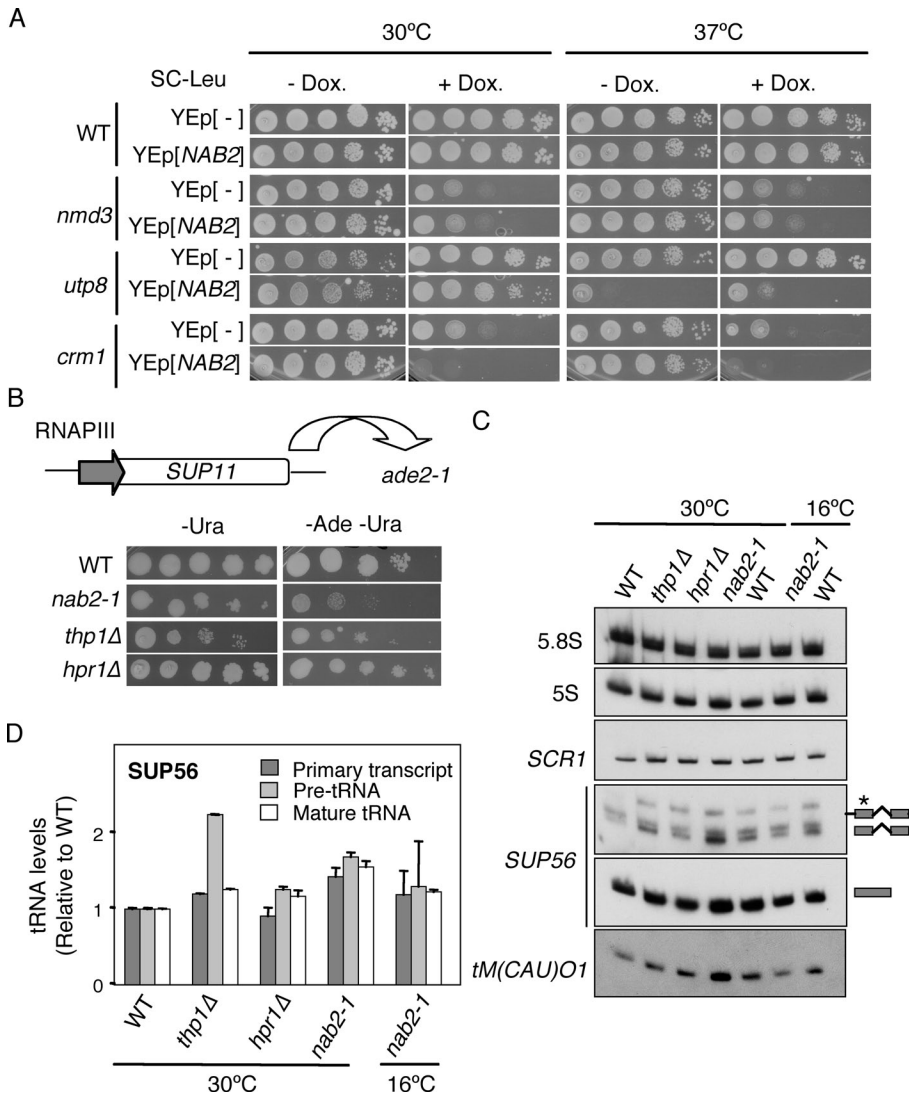 A
30ºC 37ºC
SC-Leu - Dox. + Dox. - Dox. + Dox.
WT YEp[ - ]
YEp[NAB2]
nmd3 YEp[ - ]
YEp[NAB2]
utp8 YEp[ - ]
YEp[NAB2]
crm1 YEp[ - ]
YEp[NAB2]
B
RNAPIII
SUP11
ade2-1
-Ura -Ade -Ura
WT
nab2-1
thp1Δ
hpr1Δ
C
30ºC 16ºC
WT thp1Δ hpr1Δ nab2-1 WT nab2-1 WT
5.8S
5S
SCR1
*
SUP56
tM(CAU)O1
D
SUP56
Primary transcript
Pre-tRNA
Mature tRNA
tRNA levels
(Relative to WT)
2
1
0
WT thp1Δ hpr1Δ nab2-1 nab2-1
30ºC 16ºC